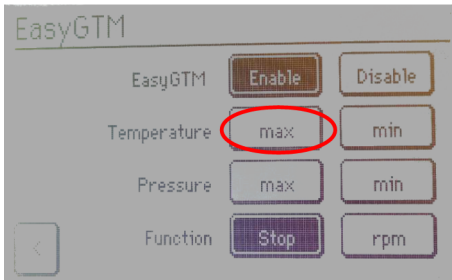 EasyGTM
EasyGTM Enable Disable
Temperature max min
Pressure max min
Function Stop rpm
<